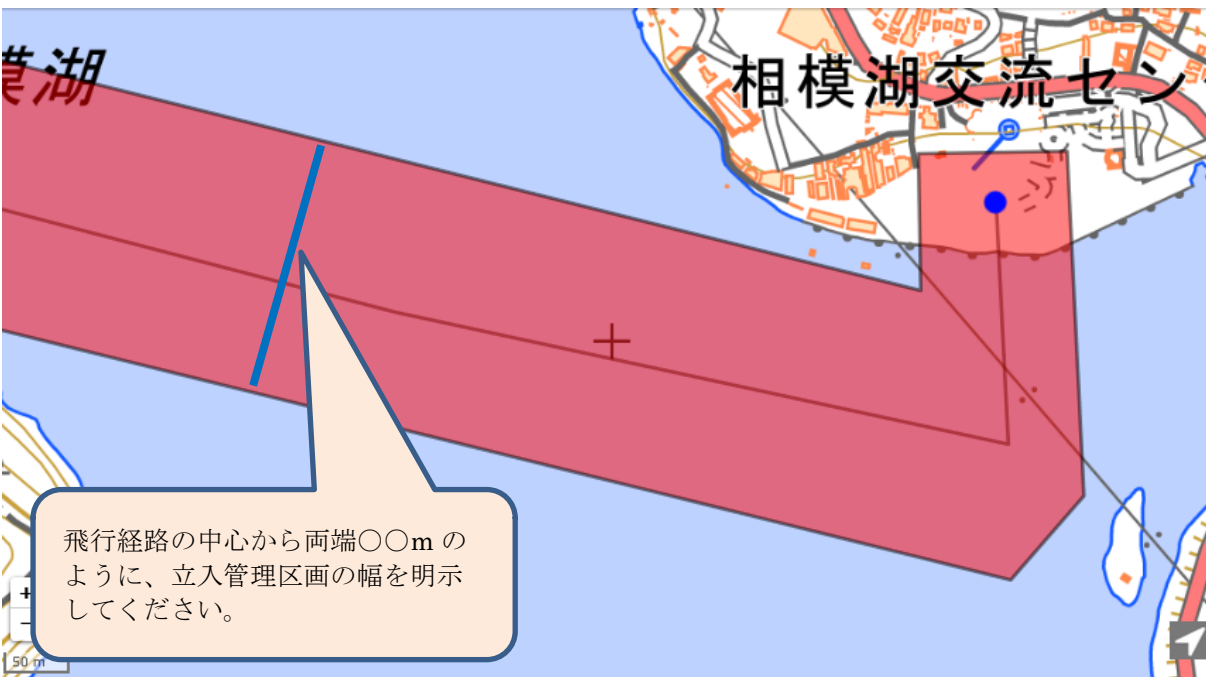 模湖
相模湖交流セン
飛行経路の中心から両端○○m の
ように、立入管理区画の幅を明示
してください。
+
−
50 m